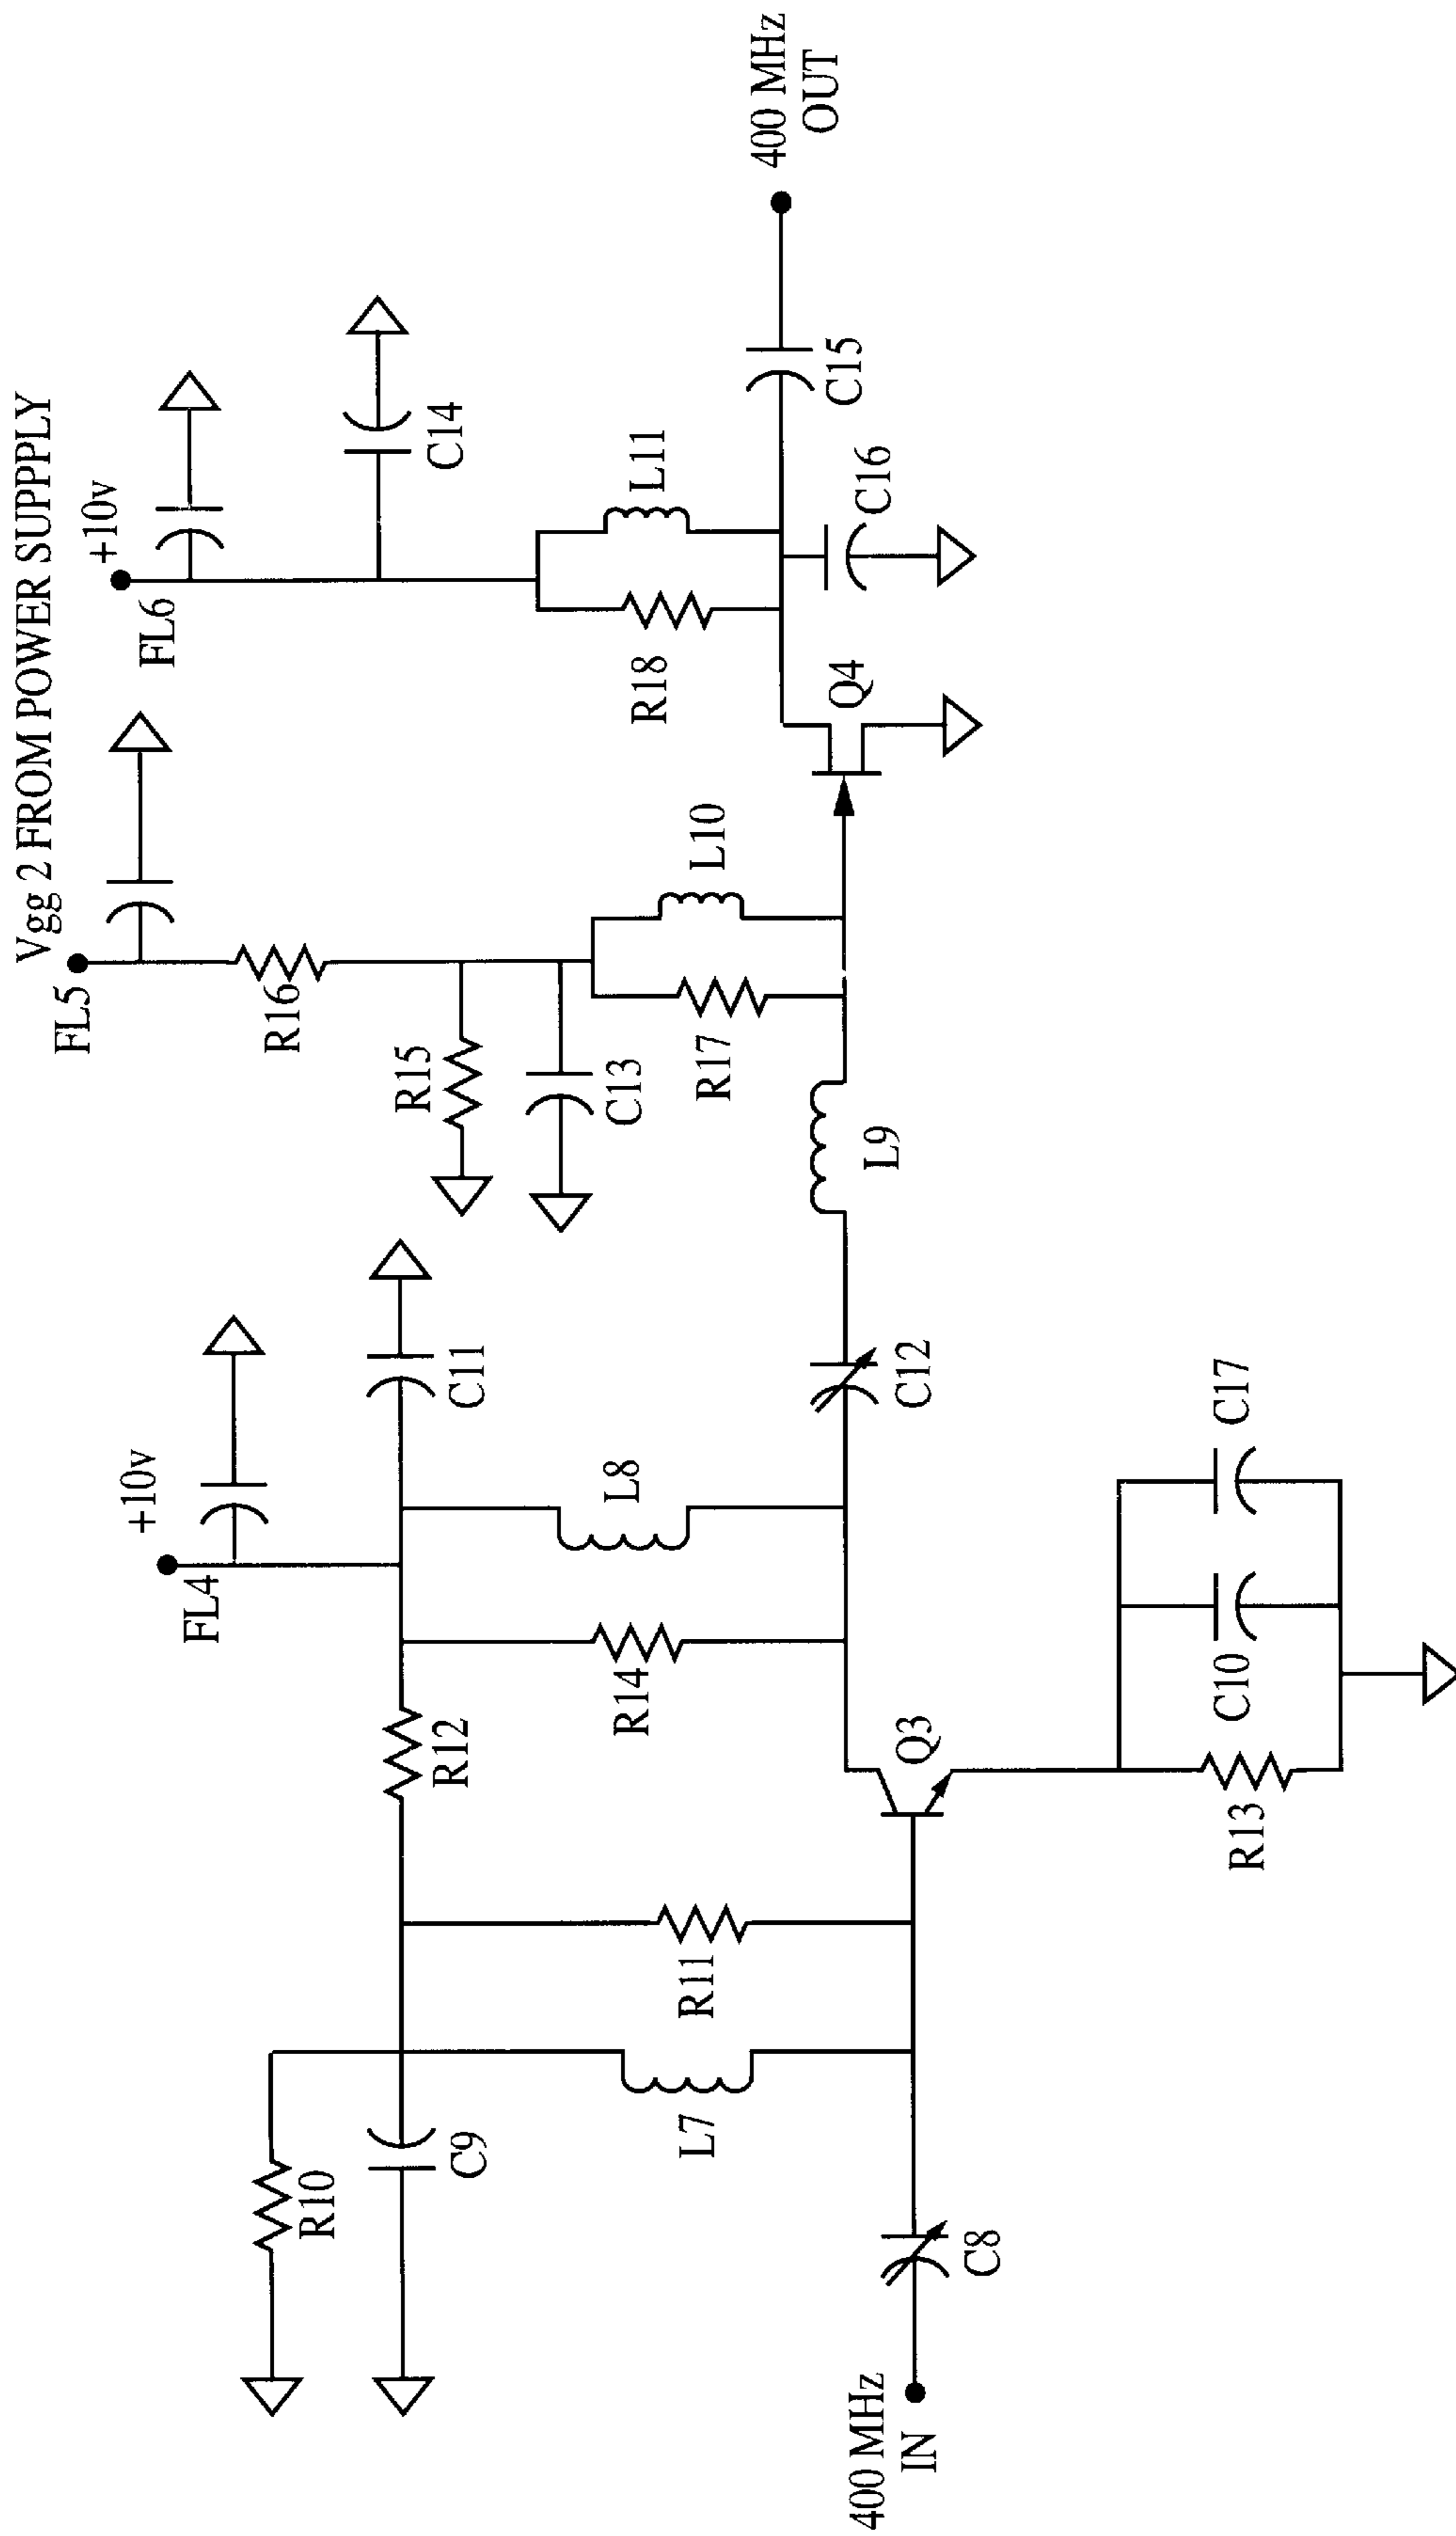 Vgg 2 FROM POWER SUPPPLY
FL5
+10v
FL6
+10v
FL4
R16
R15
C13
C14
R10
C9
R12
C11
R11
L7
R14
L8
R17
L10
R18
L11
400 MHz
IN
C8
Q3
C12
L9
Q4
C16
C15
400 MHz
OUT
R13
C10
C17